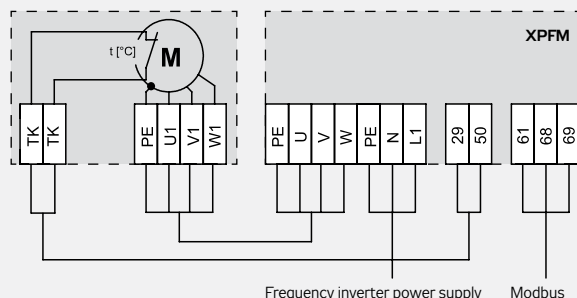 XPFM
t [°C]
M
TK TK PE U1 V1 W1 PE U V W PE N L1 29 50 61 68 69
Frequency inverter power supply Modbus